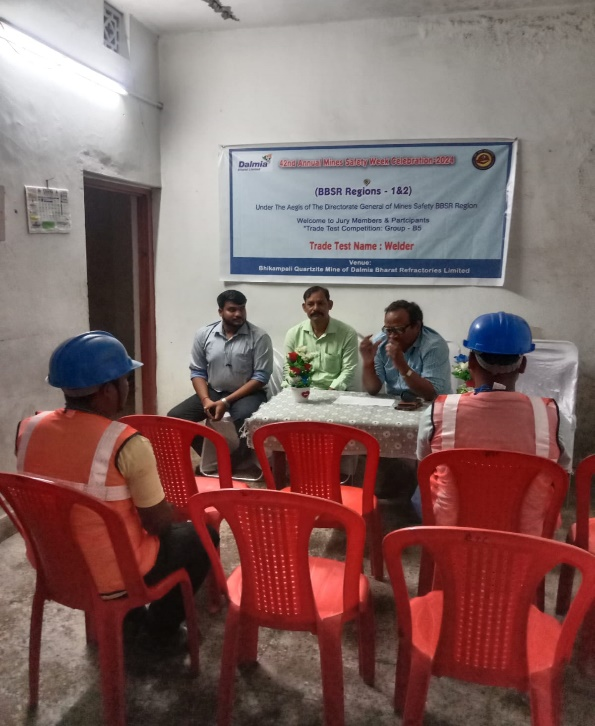 Dalmia
42nd Annual Mines Safety Week Celebration-2024
(BBSR Regions - 1&2)
Under The Aegis of The Directorate General of Mines Safety BBSR Region
Welcome to Jury Members & Participants
"Trade Test Competition: Group - B5
Trade Test Name : Welder
Venue:
Bhikampali Quartzite Mine of Dalmia Bharat Refractories Limited